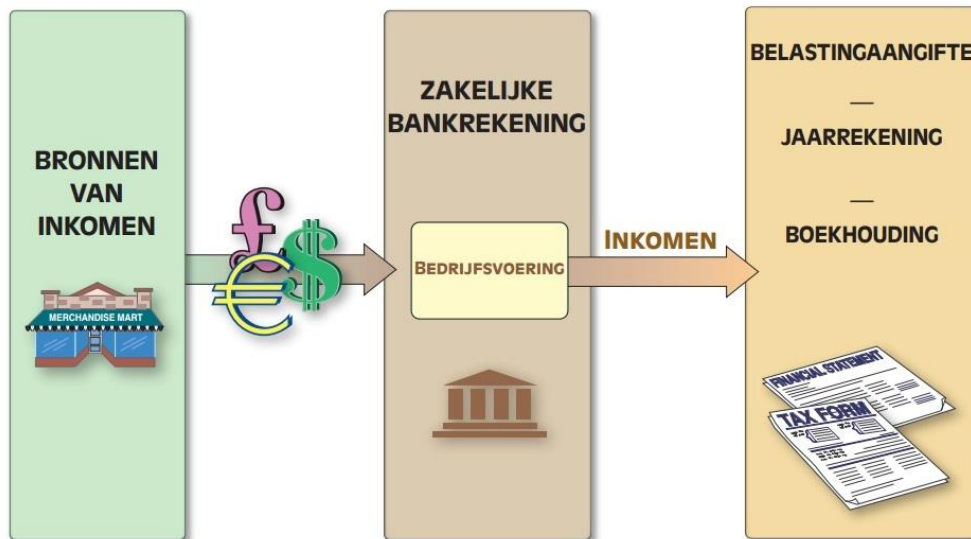 BRONNEN
VAN
INKOMEN
MERCHANDISE MART
£
€
$
ZAKELIJKE
BANKREKENING
BEDRIJFSVOERING
INKOMEN
BELASTINGAANGIFTE
—
JAARREKENING
—
BOEKHOUDING
FINANCIAL STATEMENT
TAX FORM